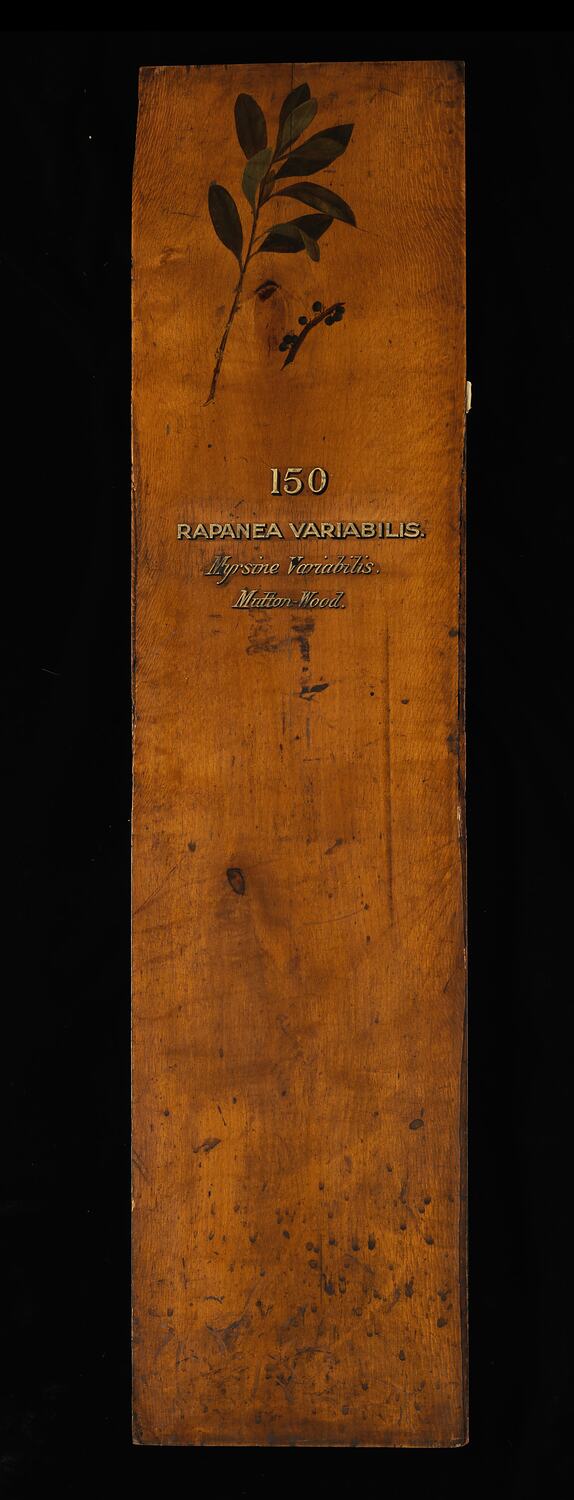 150
RAPANEA VARIABILIS.
Myrsine Variabilis.
Mutton-Wood.